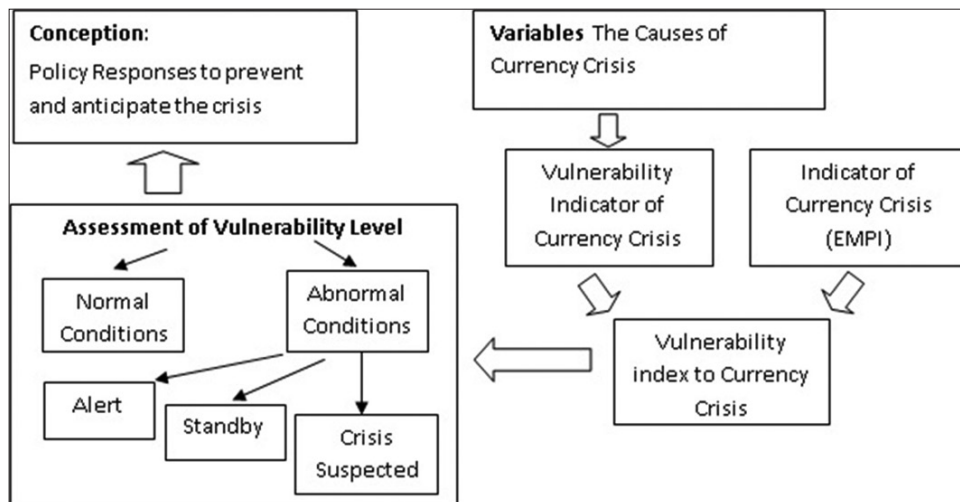 Conception:
Policy Responses to prevent
and anticipate the crisis
Variables The Causes of
Currency Crisis
Vulnerability
Indicator of
Currency Crisis
Indicator of
Currency Crisis
(EMPI)
Vulnerability
index to Currency
Crisis
Assessment of Vulnerability Level
Normal
Conditions
Abnormal
Conditions
Alert
Standby
Crisis
Suspected